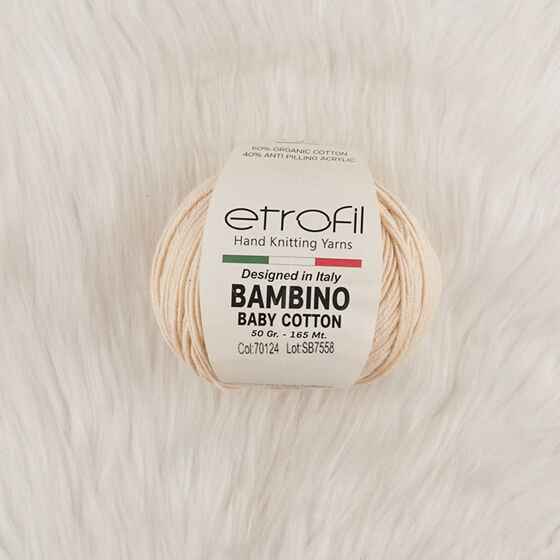 60% ORGANIC COTTON
40% ANTI PILLING ACRYLIC
etrofil
Hand Knitting Yarns
Designed in Italy
BAMBINO
BABY COTTON
50 Gr. - 165 Mt.
Col:70124 Lot:SB7558